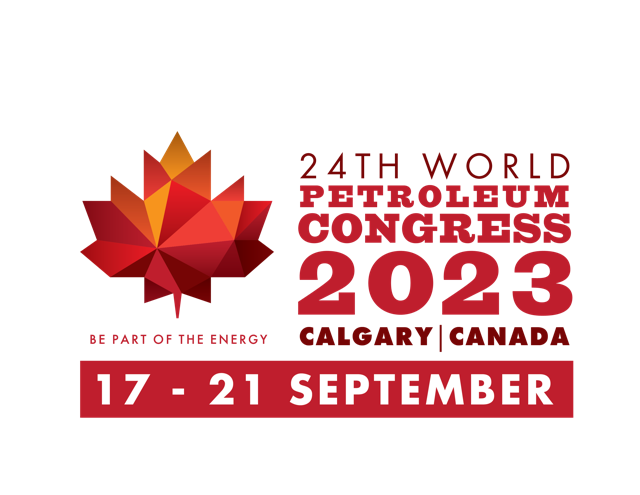 24TH WORLD
PETROLEUM
CONGRESS
2023
CALGARY|CANADA
BE PART OF THE ENERGY
17 - 21 SEPTEMBER